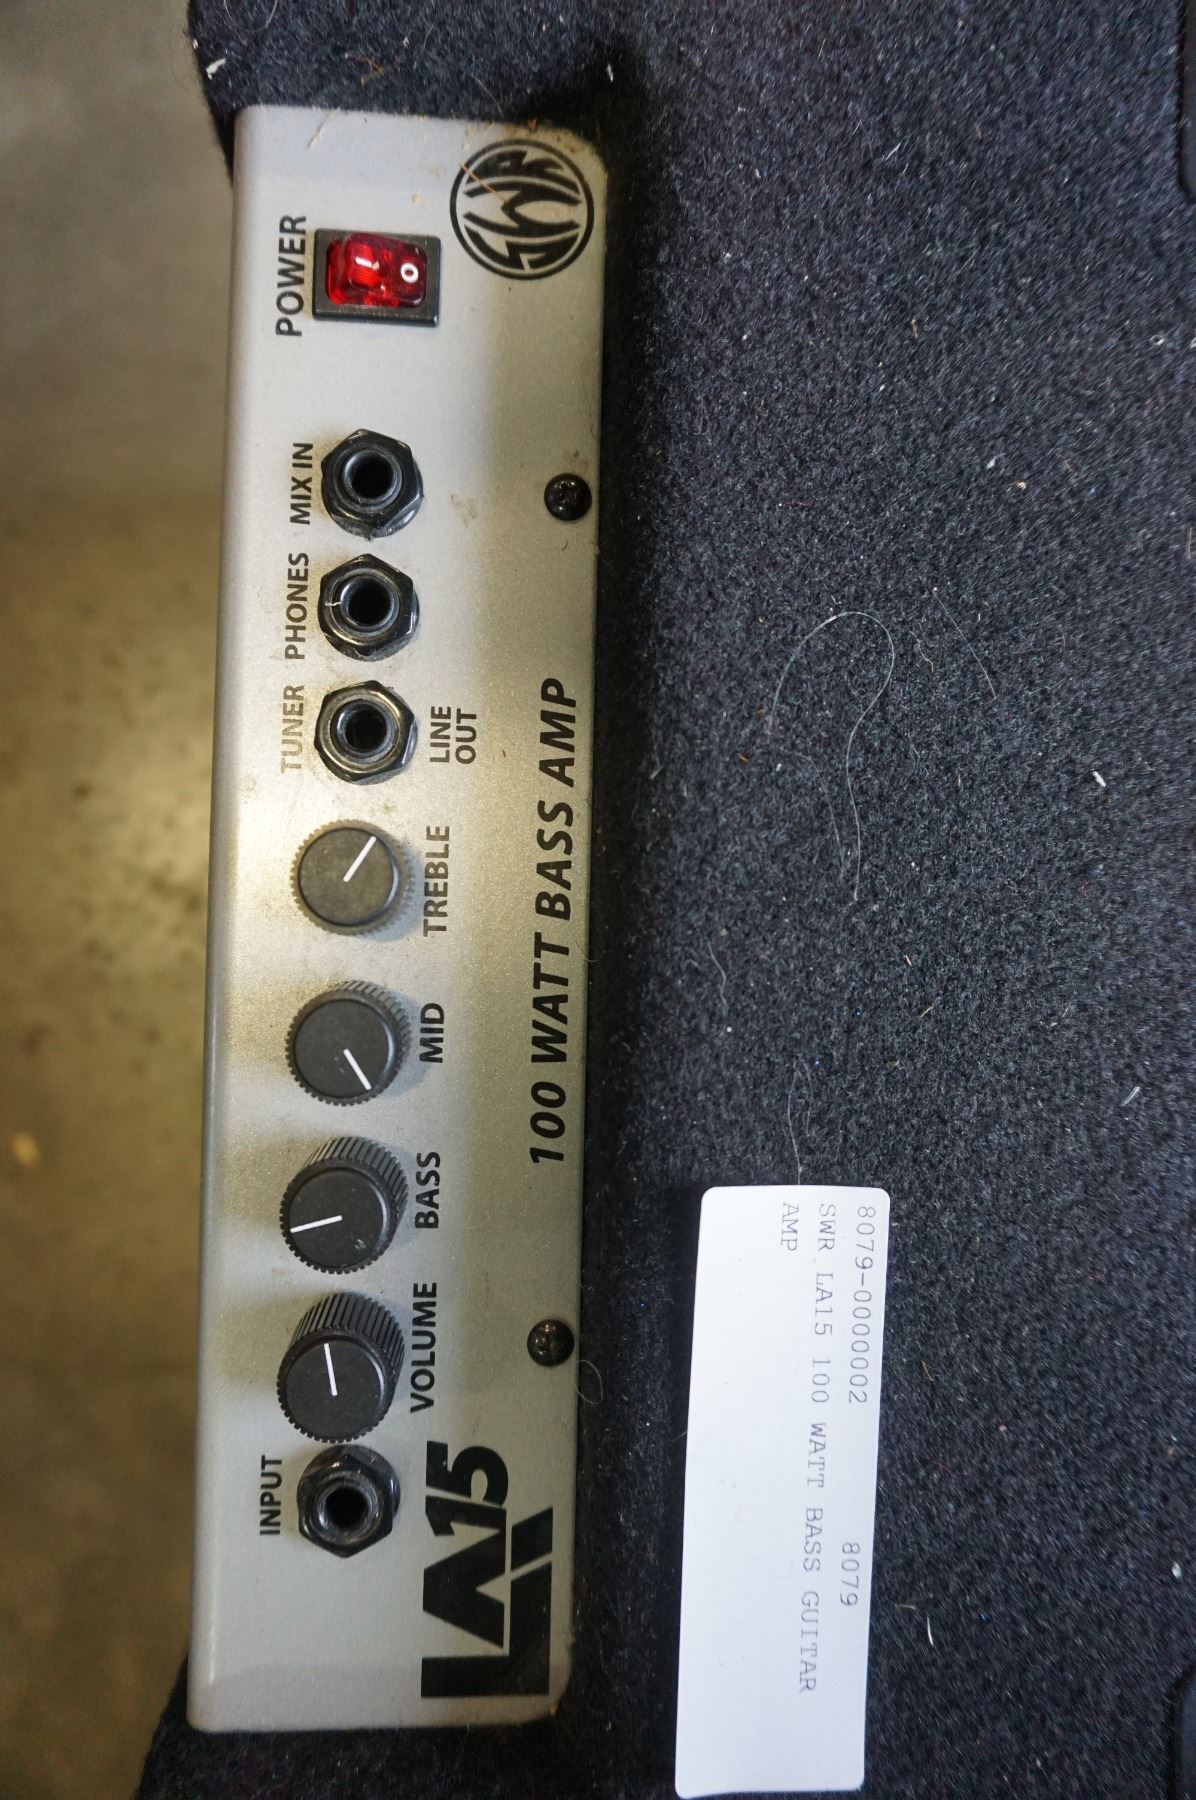 INPUT
VOLUME
BASS
MID
TREBLE
TUNER
LINE
OUT
PHONES
MIX IN
POWER
LA15
100 WATT BASS AMP
SWR
8079-0000002 8079
SWR LA15 100 WATT BASS GUITAR
AMP